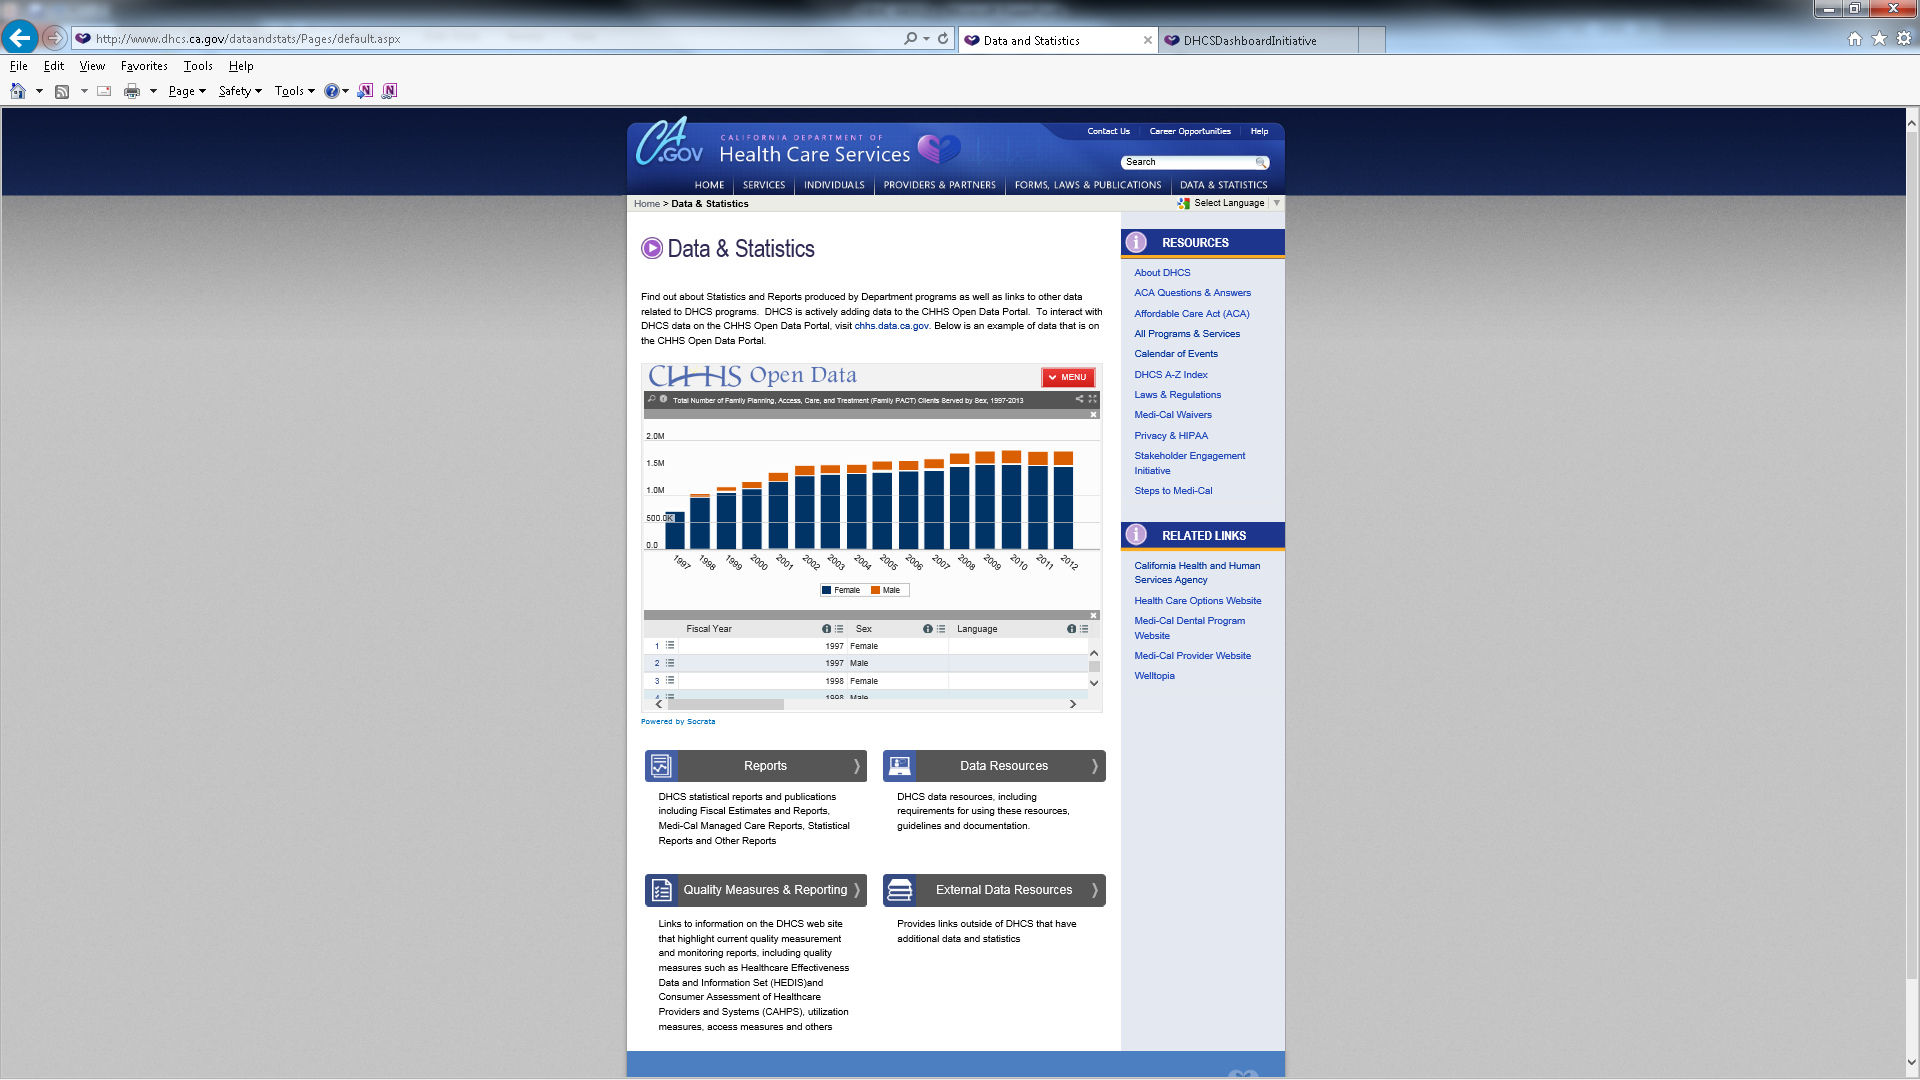 http://www.dhcs.ca.gov/dataandstats/Pages/default.aspx
Data and Statistics
DHCSDashboardInitiative
File Edit View Favorites Tools Help
Page Safety Tools
CA.GOV
CALIFORNIA DEPARTMENT OF
Health Care Services
Contact Us Career Opportunities Help
Search
HOME SERVICES INDIVIDUALS PROVIDERS & PARTNERS FORMS, LAWS & PUBLICATIONS DATA & STATISTICS
Home > Data & Statistics
Select Language
Data & Statistics
Find out about Statistics and Reports produced by Department programs as well as links to other data
related to DHCS programs. DHCS is actively adding data to the CHHS Open Data Portal. To interact with
DHCS data on the CHHS Open Data Portal, visit chhs.data.ca.gov. Below is an example of data that is on
the CHHS Open Data Portal.
CHHS Open Data
MENU
Total Number of Family Planning, Access, Care, and Treatment (Family PACT) Clients Served by Sex, 1997-2013
2.0M
1.5M
1.0M
500.0K
0.0
1997 1998 1999 2000 2001 2002 2003 2004 2005 2006 2007 2008 2009 2010 2011 2012
Female Male
Fiscal Year Sex Language
1 1997 Female
2 1997 Male
3 1998 Female
4 1998 Male
Powered by Socrata
Reports
DHCS statistical reports and publications
including Fiscal Estimates and Reports,
Medi-Cal Managed Care Reports, Statistical
Reports and Other Reports
Data Resources
DHCS data resources, including
requirements for using these resources,
guidelines and documentation.
Quality Measures & Reporting
Links to information on the DHCS web site
that highlight current quality measurement
and monitoring reports, including quality
measures such as Healthcare Effectiveness
Data and Information Set (HEDIS)and
Consumer Assessment of Healthcare
Providers and Systems (CAHPS), utilization
measures, access measures and others
External Data Resources
Provides links outside of DHCS that have
additional data and statistics
RESOURCES
About DHCS
ACA Questions & Answers
Affordable Care Act (ACA)
All Programs & Services
Calendar of Events
DHCS A-Z Index
Laws & Regulations
Medi-Cal Waivers
Privacy & HIPAA
Stakeholder Engagement
Initiative
Steps to Medi-Cal
RELATED LINKS
California Health and Human
Services Agency
Health Care Options Website
Medi-Cal Dental Program
Website
Medi-Cal Provider Website
Welltopia